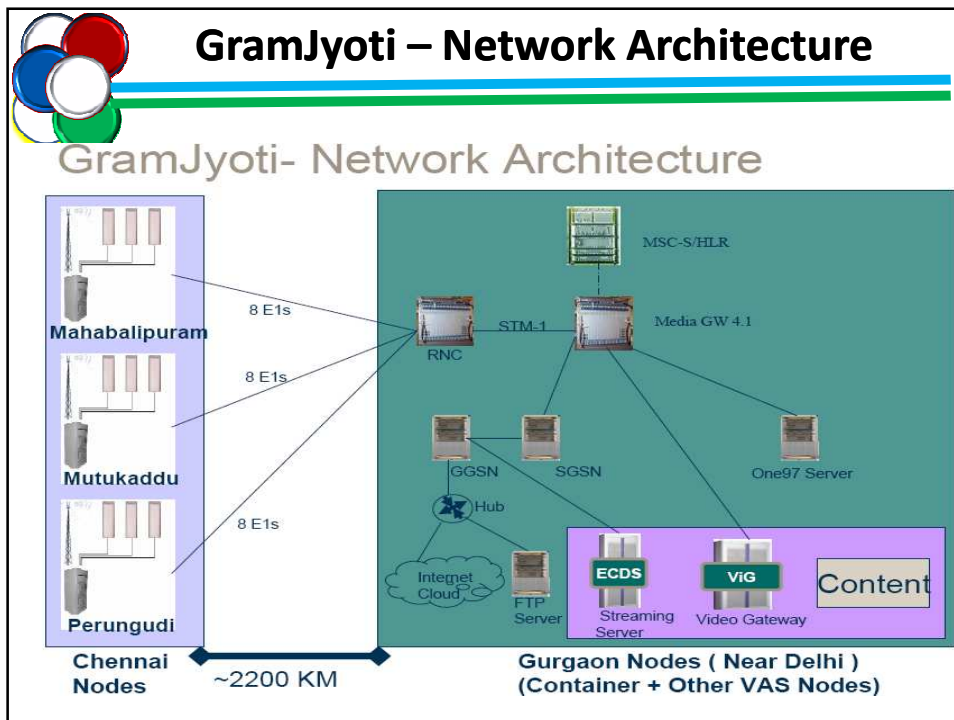 GramJyoti – Network Architecture
GramJyoti- Network Architecture
Mahabalipuram
Mutukaddu
Perungudi
8 E1s
8 E1s
8 E1s
MSC-S/HLR
STM-1
Media GW 4.1
RNC
GGSN
SGSN
One97 Server
Hub
Internet
Cloud
FTP
Server
ECDS
Streaming
Server
ViG
Video Gateway
Content
Chennai
Nodes
~2200 KM
Gurgaon Nodes ( Near Delhi )
(Container + Other VAS Nodes)